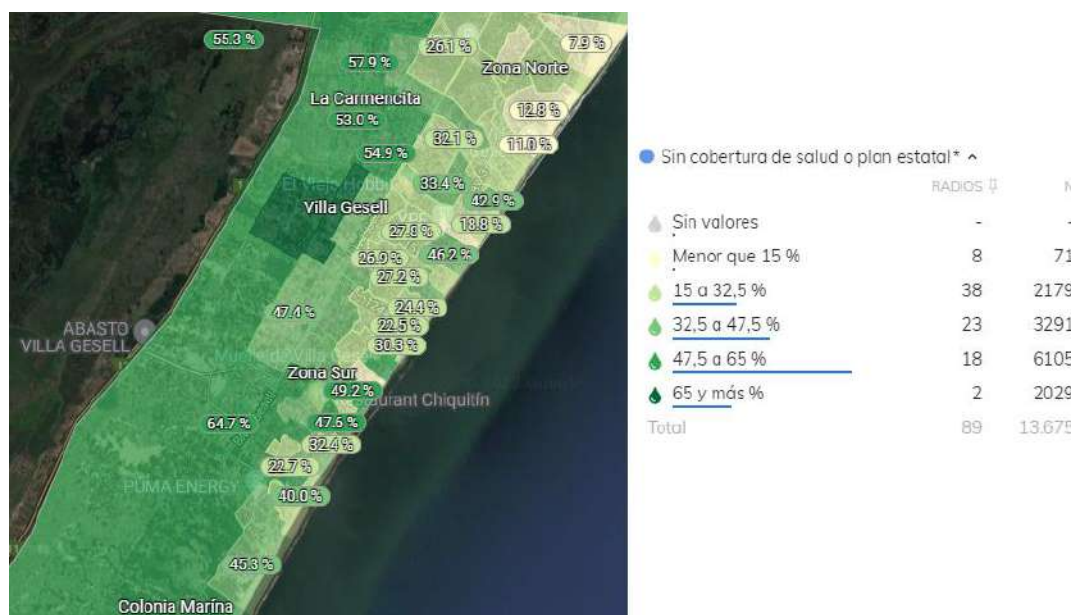 55.3 %
26.1 %
7.9 %
57.9 %
Zona Norte
La Carmencita
12.8 %
53.0 %
32.1 %
11.0 %
54.9 %
33.4 %
42.9 %
Villa Gesell
18.8 %
27.8 %
26.9 %
46.2 %
27.2 %
47.4 %
24.4 %
22.5 %
ABASTO
VILLA GESELL
30.3 %
Zona Sur
49.2 %
Restaurant Chiquitín
64.7 %
47.6 %
32.4 %
22.7 %
PUMA ENERGY
40.0 %
45.3 %
Colonia Marína
Sin cobertura de salud o plan estatal*
RADIOS N
Sin valores - -
Menor que 15 % 8 71
15 a 32,5 % 38 2179
32,5 a 47,5 % 23 3291
47,5 a 65 % 18 6105
65 y más % 2 2029
Total 89 13.675